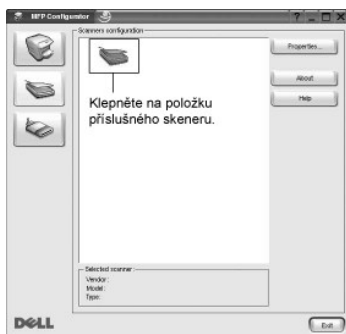 MFP Configurator
Scanners configuration
Properties...
About
Help
Klepněte na položku
příslušného skeneru.
Selected scanner:
Vendor:
Model:
Type:
DELL
Exit